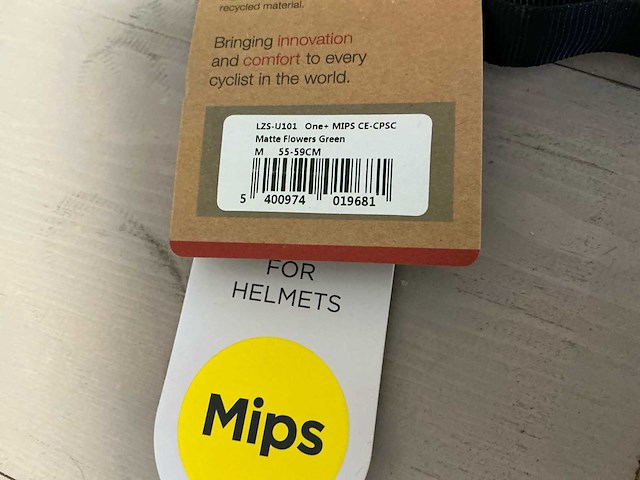 recycled material.
Bringing innovation
and comfort to every
cyclist in the world.
LZS-U101 One+ MIPS CE-CPSC
Matte Flowers Green
M 55-59CM
5 400974 019681
FOR
HELMETS
Mips